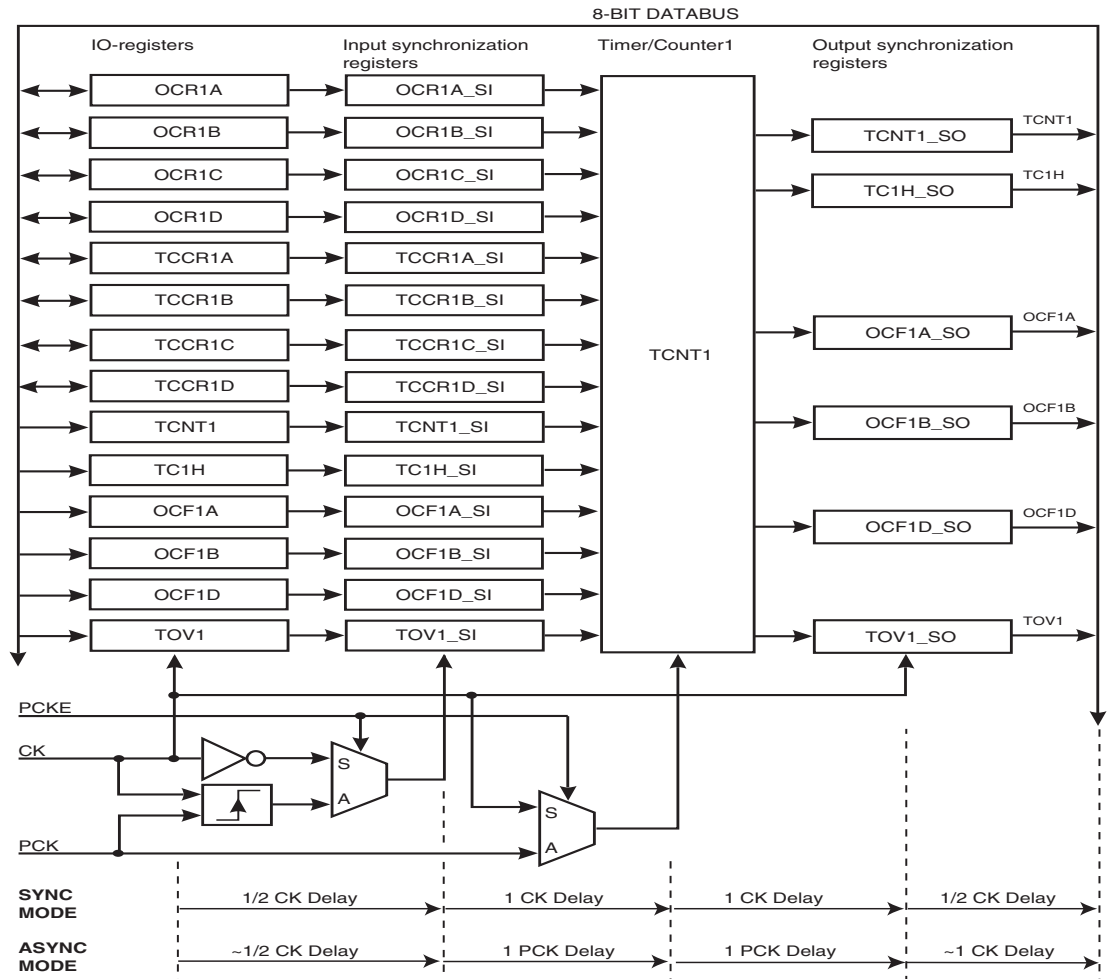 8-BIT DATABUS
IO-registers
Input synchronization
registers
Timer/Counter1
Output synchronization
registers
OCR1A
OCR1A_SI
OCR1B
OCR1B_SI
TCNT1_SO
TCNT1
OCR1C
OCR1C_SI
TC1H_SO
TC1H
OCR1D
OCR1D_SI
TCCR1A
TCCR1A_SI
TCCR1B
TCCR1B_SI
TCCR1C
TCCR1C_SI
TCNT1
OCF1A_SO
OCF1A
TCCR1D
TCCR1D_SI
TCNT1
TCNT1_SI
OCF1B_SO
OCF1B
TC1H
TC1H_SI
OCF1A
OCF1A_SI
OCF1D_SO
OCF1D
OCF1B
OCF1B_SI
OCF1D
OCF1D_SI
TOV1
TOV1_SI
TOV1_SO
TOV1
PCKE
CK
S
A
S
A
PCK
SYNC
MODE
1/2 CK Delay
1 CK Delay
1 CK Delay
1/2 CK Delay
ASYNC
MODE
~1/2 CK Delay
1 PCK Delay
1 PCK Delay
~1 CK Delay